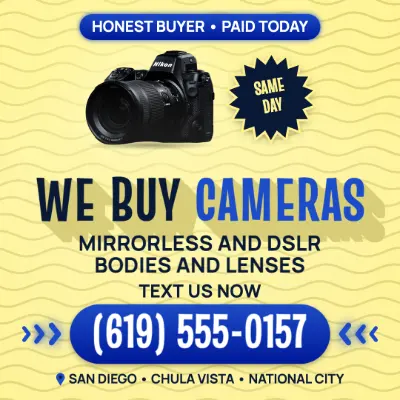 HONEST BUYER • PAID TODAY
Nikon
SAME
DAY
WE BUY CAMERAS
MIRRORLESS AND DSLR
BODIES AND LENSES
TEXT US NOW
(619) 555-0157
SAN DIEGO • CHULA VISTA • NATIONAL CITY